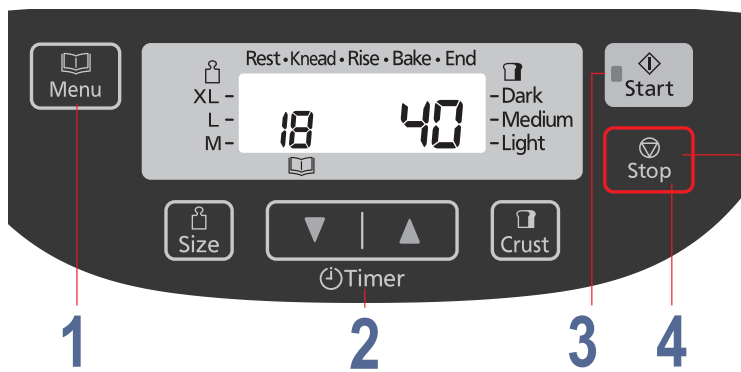 Rest • Knead • Rise • Bake • End
Menu
XL –
L –
M –
18
40
– Dark
– Medium
– Light
Start
Stop
Size
Crust
Timer
1
2
3
4